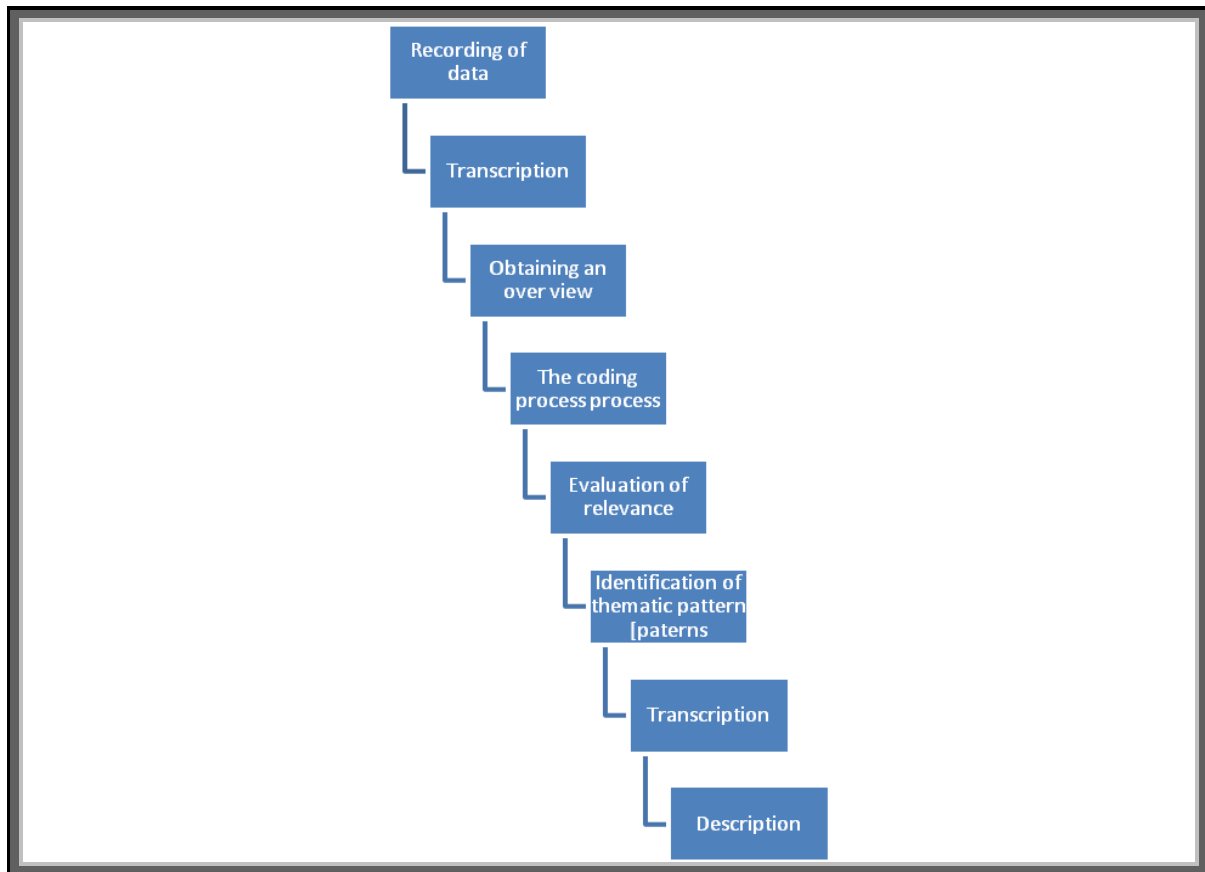 Recording of
data
Transcription
Obtaining an
over view
The coding
process process
Evaluation of
relevance
Identification of
thematic pattern
[paterns
Transcription
Description